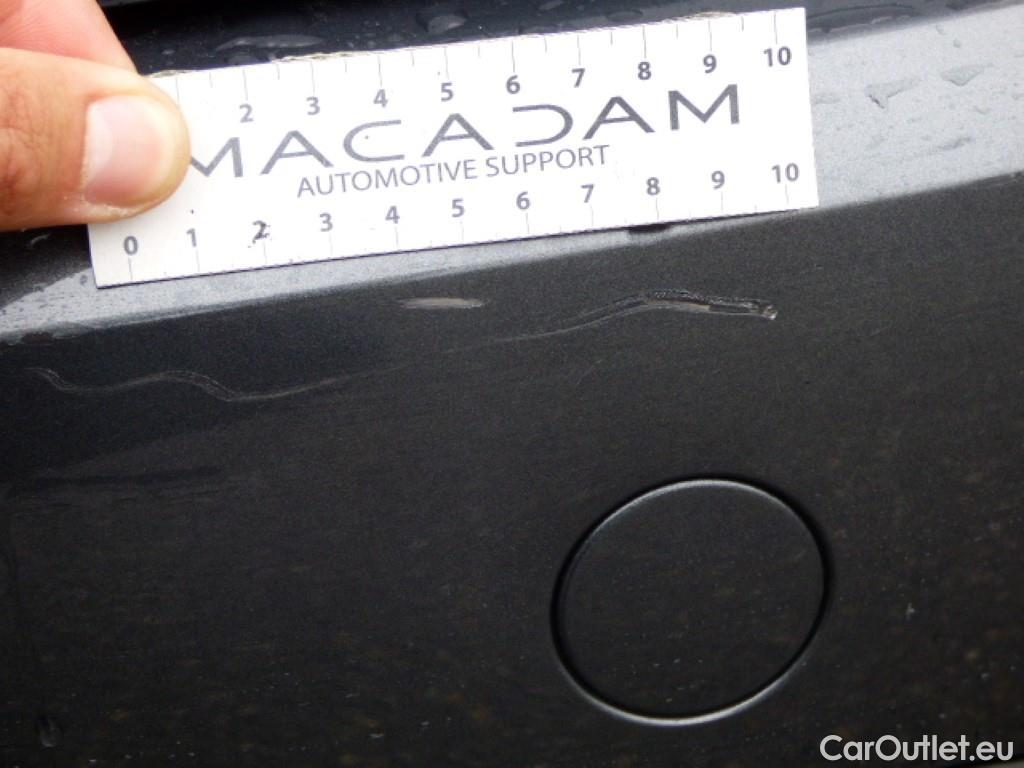 2 3 4 5 6 7 8 9 10
MACADAM
AUTOMOTIVE SUPPORT
0 1 2 3 4 5 6 7 8 9 10
CarOutlet.eu